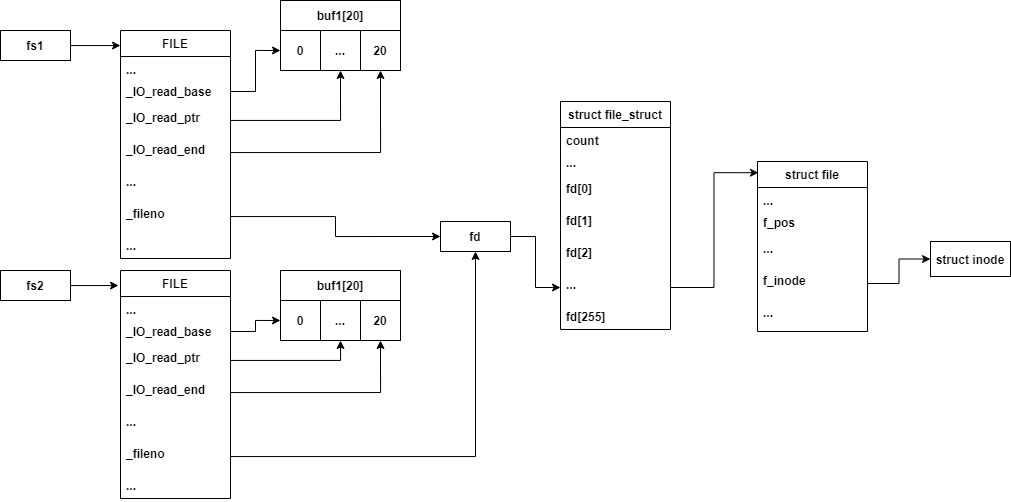 fs1
FILE
...
_IO_read_base
_IO_read_ptr
_IO_read_end
...
_fileno
...
buf1[20]
0 ... 20
fs2
FILE
...
_IO_read_base
_IO_read_ptr
_IO_read_end
...
_fileno
...
buf1[20]
0 ... 20
fd
struct file_struct
count
...
fd[0]
fd[1]
fd[2]
...
fd[255]
struct file
...
f_pos
...
f_inode
...
struct inode